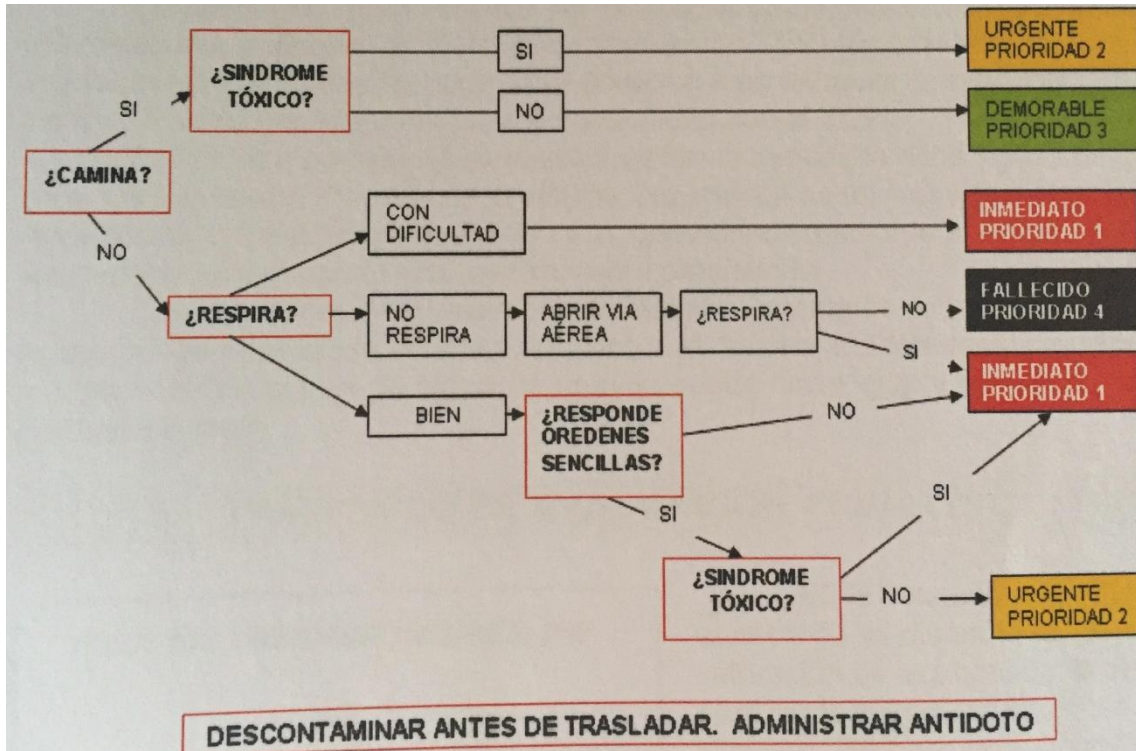 ¿SINDROME
TÓXICO?
SI
NO
URGENTE
PRIORIDAD 2
DEMORABLE
PRIORIDAD 3
SI
¿CAMINA?
NO
CON
DIFICULTAD
INMEDIATO
PRIORIDAD 1
¿RESPIRA?
NO
RESPIRA
ABRIR VIA
AÉREA
¿RESPIRA?
NO
SI
FALLECIDO
PRIORIDAD 4
INMEDIATO
PRIORIDAD 1
BIEN
¿RESPONDE
ÓREDENES
SENCILLAS?
NO
SI
¿SINDROME
TÓXICO?
SI
NO
URGENTE
PRIORIDAD 2
DESCONTAMINAR ANTES DE TRASLADAR. ADMINISTRAR ANTIDOTO